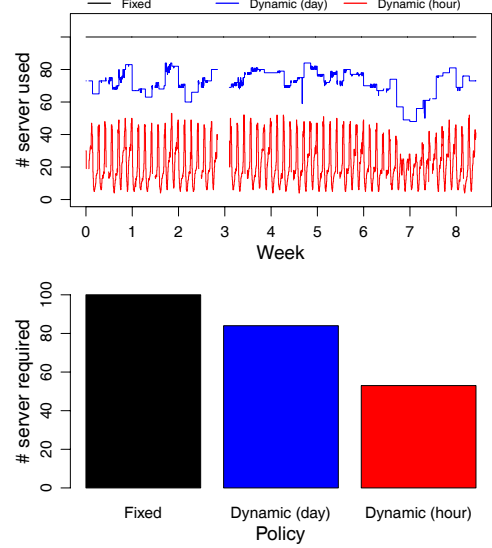 Fixed Dynamic (day) Dynamic (hour)
# server used
80
60
40
20
0
0 1 2 3 4 5 6 7 8
Week
# server required
100
80
60
40
20
0
Fixed Dynamic (day) Dynamic (hour)
Policy